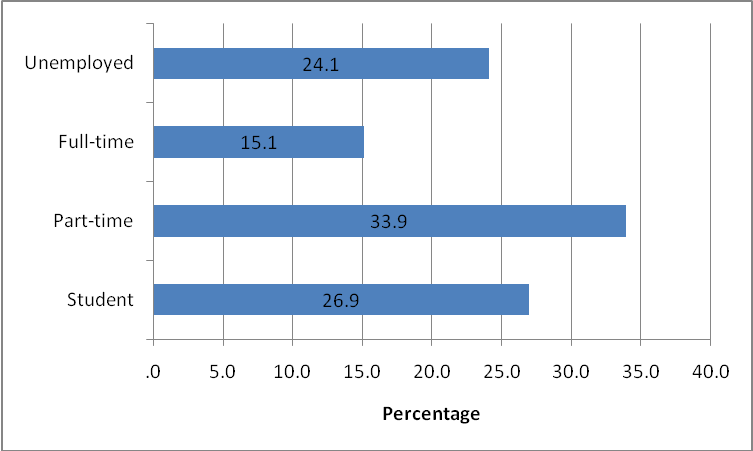 Unemployed 24.1
Full-time 15.1
Part-time 33.9
Student 26.9
.0 5.0 10.0 15.0 20.0 25.0 30.0 35.0 40.0
Percentage